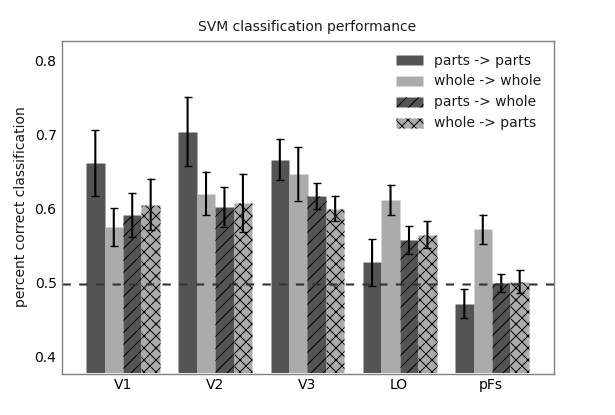 SVM classification performance
percent correct classification
0.8
0.7
0.6
0.5
0.4
parts -> parts
whole -> whole
parts -> whole
whole -> parts
V1 V2 V3 LO pFs